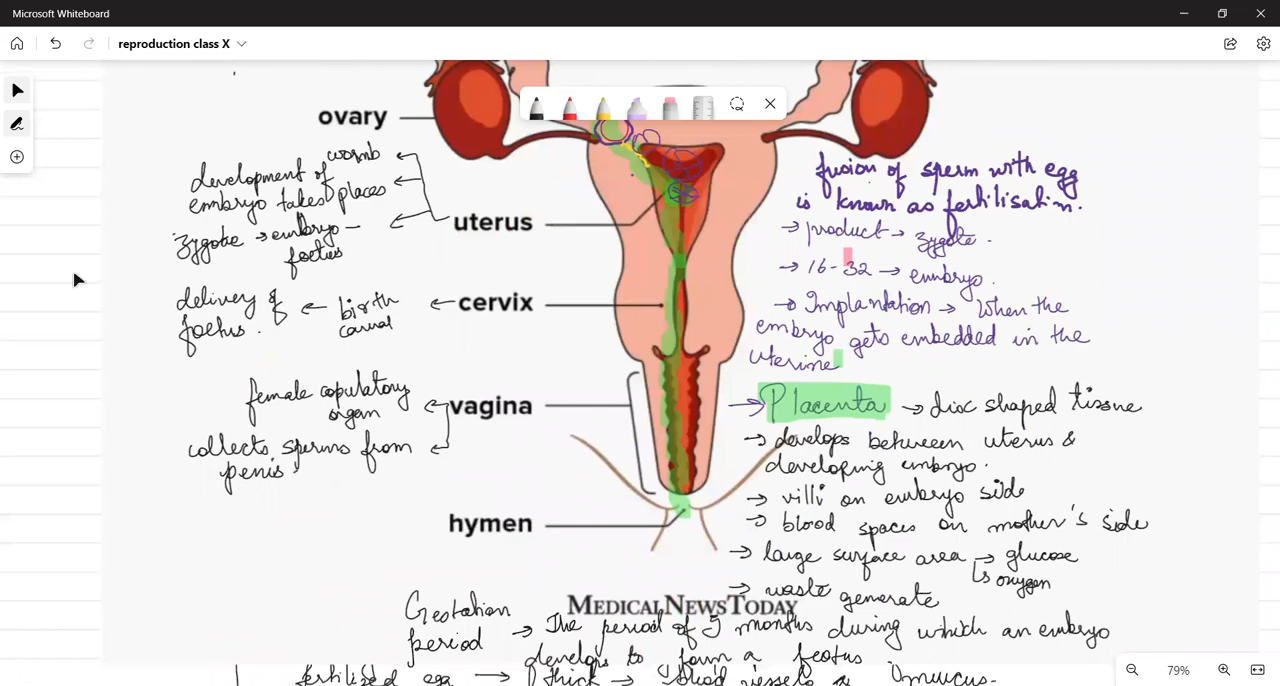 Microsoft Whiteboard
reproduction class X
ovary
womb
development of
embryo takes places
zygote → embryo -
foetus
uterus
delivery of
foetus.
← birth
canal
← cervix
female copulatory
organ
← vagina
collects sperms from
penis
hymen
fusion of sperm with egg
is known as fertilisation.
→ product → zygote.
→ 16-32 → embryo.
→ Implantation → When the
embryo gets embedded in the
uterine
→ Placenta → disc shaped tissue
→ develops between uterus &
developing embryo.
→ villi on embryo side
→ blood spaces on mother's side
→ large surface area → glucose
↳ oxygen
→ waste generate
MEDICALNEWSTODAY
Gestation
period → The period of 9 months during which an embryo
develops to form a feotus
fertilized egg → thick → blood vessels & mucus.
79%